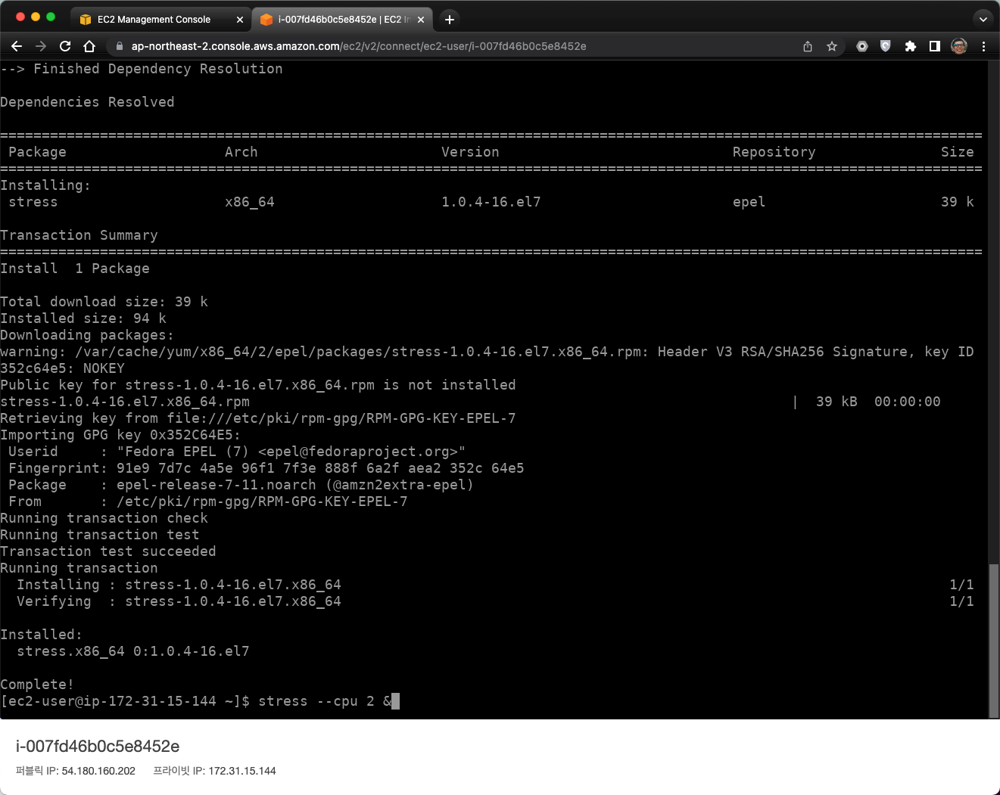 EC2 Management Console
i-007fd46b0c5e8452e | EC2 In
ap-northeast-2.console.aws.amazon.com/ec2/v2/connect/ec2-user/i-007fd46b0c5e8452e
--> Finished Dependency Resolution
Dependencies Resolved
================================================================================
Package Arch Version Repository Size
================================================================================
Installing:
stress x86_64 1.0.4-16.el7 epel 39 k
Transaction Summary
================================================================================
Install 1 Package
Total download size: 39 k
Installed size: 94 k
Downloading packages:
warning: /var/cache/yum/x86_64/2/epel/packages/stress-1.0.4-16.el7.x86_64.rpm: Header V3 RSA/SHA256 Signature, key ID
352c64e5: NOKEY
Public key for stress-1.0.4-16.el7.x86_64.rpm is not installed
stress-1.0.4-16.el7.x86_64.rpm | 39 kB 00:00:00
Retrieving key from file:///etc/pki/rpm-gpg/RPM-GPG-KEY-EPEL-7
Importing GPG key 0x352C64E5:
Userid : "Fedora EPEL (7) <epel@fedoraproject.org>"
Fingerprint: 91e9 7d7c 4a5e 96f1 7f3e 888f 6a2f aea2 352c 64e5
Package : epel-release-7-11.noarch (@amzn2extra-epel)
From : /etc/pki/rpm-gpg/RPM-GPG-KEY-EPEL-7
Running transaction check
Running transaction test
Transaction test succeeded
Running transaction
Installing : stress-1.0.4-16.el7.x86_64 1/1
Verifying : stress-1.0.4-16.el7.x86_64 1/1
Installed:
stress.x86_64 0:1.0.4-16.el7
Complete!
[ec2-user@ip-172-31-15-144 ~]$ stress --cpu 2 &
i-007fd46b0c5e8452e
퍼블릭 IP: 54.180.160.202 프라이빗 IP: 172.31.15.144